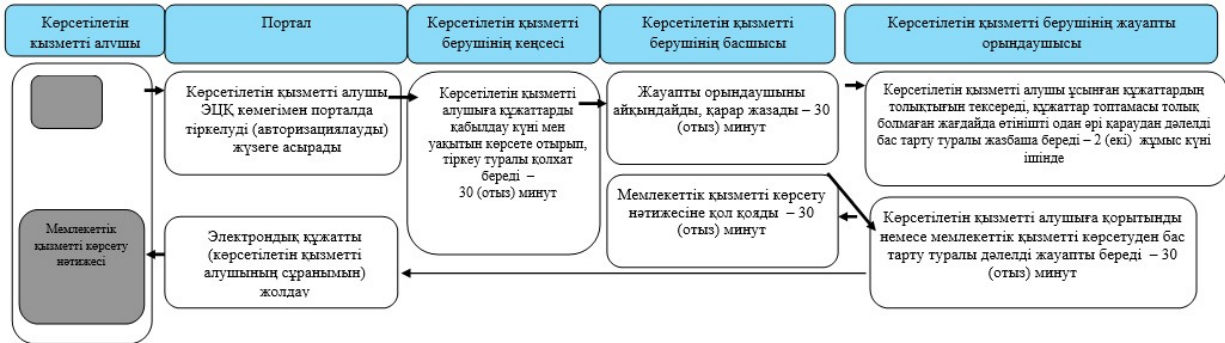 Көрсетілетін
кызметті алушы
Портал
Көрсетілетін қызметті
берушінің кеңсесі
Көрсетілетін қызметті
берушінің басшысы
Көрсетілетін қызметті берушінің жауапты
орындаушысы
Көрсетілетін қызметті алушы
ЭЦҚ көмегімен порталда
тіркелуді (авторизациялауды)
жүзеге асырады
Көрсетілетін қызметті
алушыға құжаттарды
қабылдау күні мен
уақытын көрсете отырып,
тіркеу туралы қолхат
береді –
30 (отыз) минут
Жауапты орындаушыны
айқындайды, қарар жазады – 30
(отыз) минут
Көрсетілетін қызметті алушы ұсынған құжаттардың
толықтығын тексереді, құжаттар топтамасы толық
болмаған жағдайда өтінішті одан әрі қараудан дәлелді
бас тарту туралы жазбаша береді – 2 (екі) жұмыс күні
ішінде
Мемлекеттік қызметті көрсету
нәтижесіне қол қояды – 30
(отыз) минут
Көрсетілетін қызметті алушыға қорытынды
немесе мемлекеттік қызметті көрсетуден бас
тарту туралы дәлелді жауапты береді – 30
(отыз) минут
Электрондық құжатты
(көрсетілетін қызметті
алушының сұранымын)
жолдау
Мемлекеттік
қызметті көрсету
нәтижесі